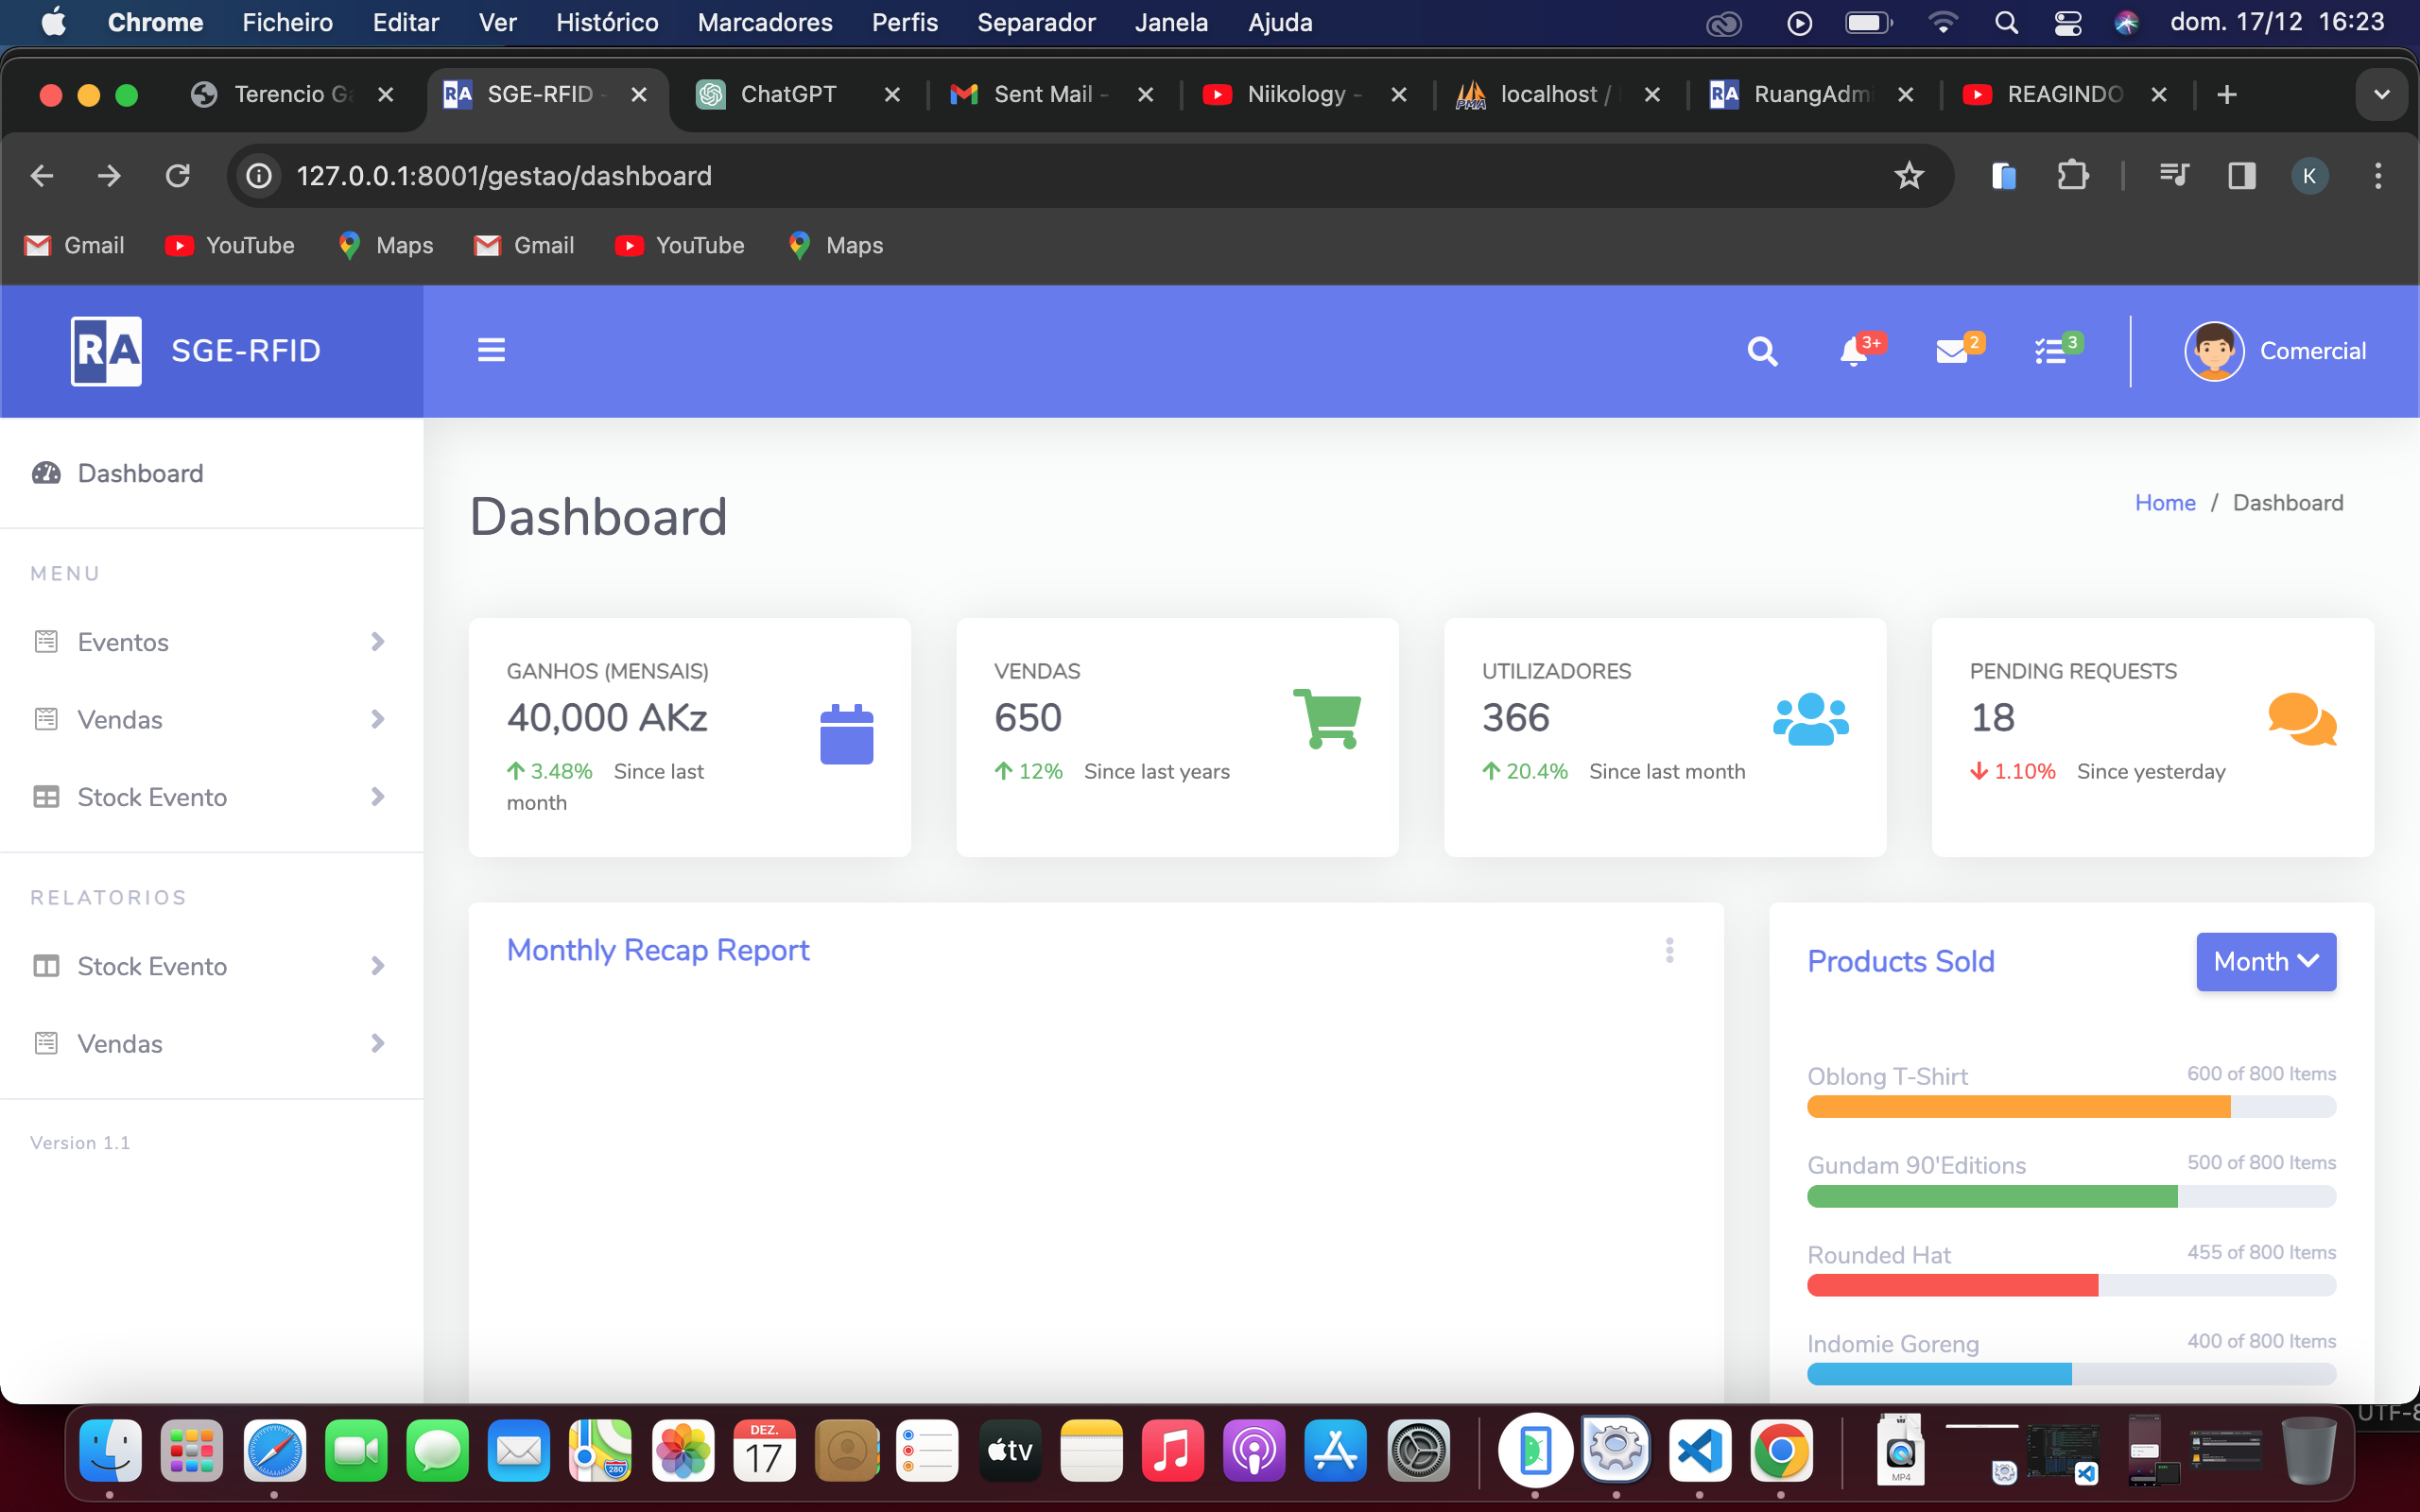 Chrome Ficheiro Editar Ver Histórico Marcadores Perfis Separador Janela Ajuda dom. 17/12 16:23
Terencio Ga SGE-RFID - ChatGPT Sent Mail - Niikology - localhost / RuangAdmi REAGINDO
127.0.0.1:8001/gestao/dashboard K
Gmail YouTube Maps Gmail YouTube Maps
RA SGE-RFID 3+ 2 3 Comercial
Dashboard
MENU
Eventos
Vendas
Stock Evento
RELATORIOS
Stock Evento
Vendas
Version 1.1
Dashboard
Home / Dashboard
GANHOS (MENSAIS)
40,000 AKz
3.48% Since last
month
VENDAS
650
12% Since last years
UTILIZADORES
366
20.4% Since last month
PENDING REQUESTS
18
1.10% Since yesterday
Monthly Recap Report
Products Sold
Month
Oblong T-Shirt 600 of 800 Items
Gundam 90'Editions 500 of 800 Items
Rounded Hat 455 of 800 Items
Indomie Goreng 400 of 800 Items
UTF-8
280
DEZ.
17
tv
MP4